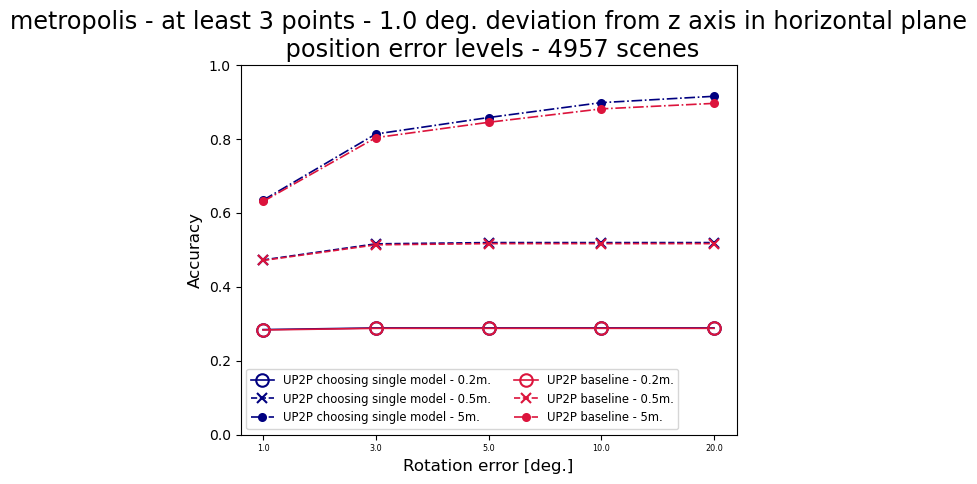 metropolis - at least 3 points - 1.0 deg. deviation from z axis in horizontal plane
position error levels - 4957 scenes
1.0
0.8
0.6
0.4
0.2
0.0
Accuracy
UP2P choosing single model - 0.2m.
UP2P choosing single model - 0.5m.
UP2P choosing single model - 5m.
UP2P baseline - 0.2m.
UP2P baseline - 0.5m.
UP2P baseline - 5m.
1.0 3.0 5.0 10.0 20.0
Rotation error [deg.]